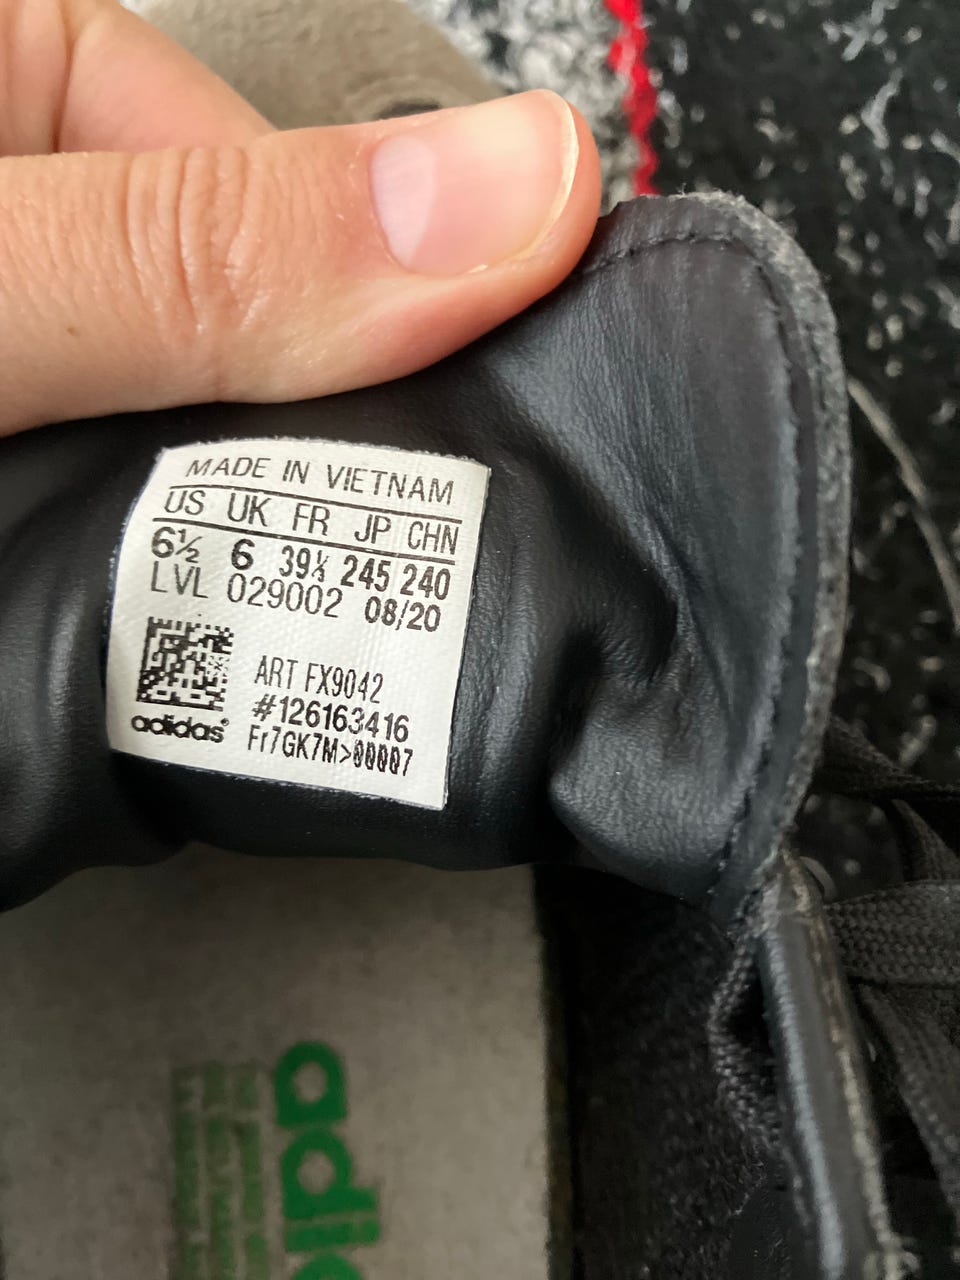 MADE IN VIETNAM
US UK FR JP CHN
6½ 6 39⅓ 245 240
LVL 029002 08/20
ART FX9042
#126163416
adidas®
Fr7GK7M>00007